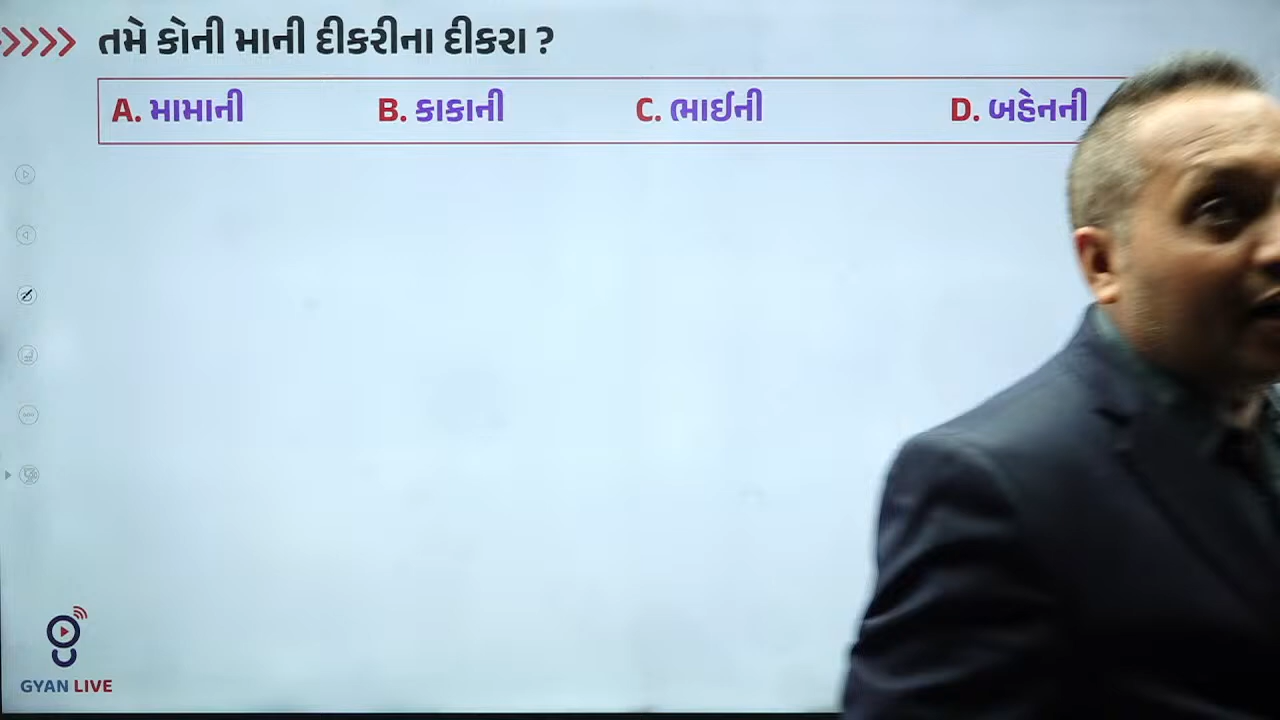 તમે કોની માની દીકરીના દીકરા ?
A. મામાની B. કાકાની C. ભાઈની D. બહેનની
GYAN LIVE